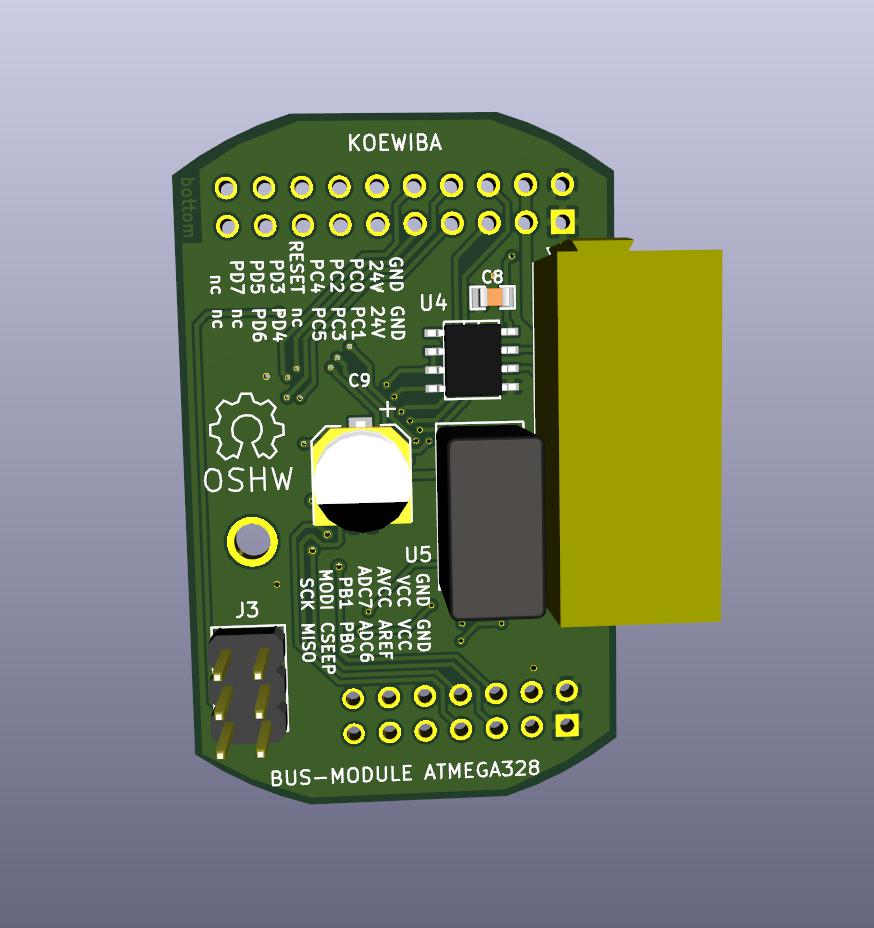 KOEWIBA
bottom
nc PD7 PD5 PD3 RESET PC4 PC2 PC0 24V GND
nc nc PD6 PD4 nc PC5 PC3 PC1 24V GND
C8
U4
C9
+
OSHW
U5
SCK MODI PB1 ADC7 AVCC VCC GND
MISO CSEEP PB0 ADC6 AREF VCC GND
J3
BUS-MODULE ATMEGA328